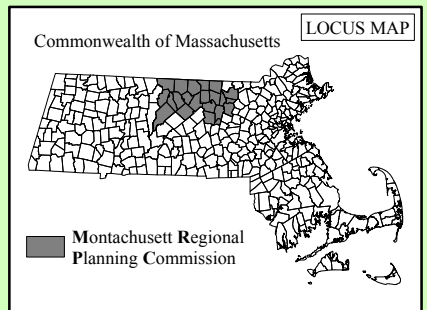 LOCUS MAP
Commonwealth of Massachusetts
Montachusett Regional
Planning Commission